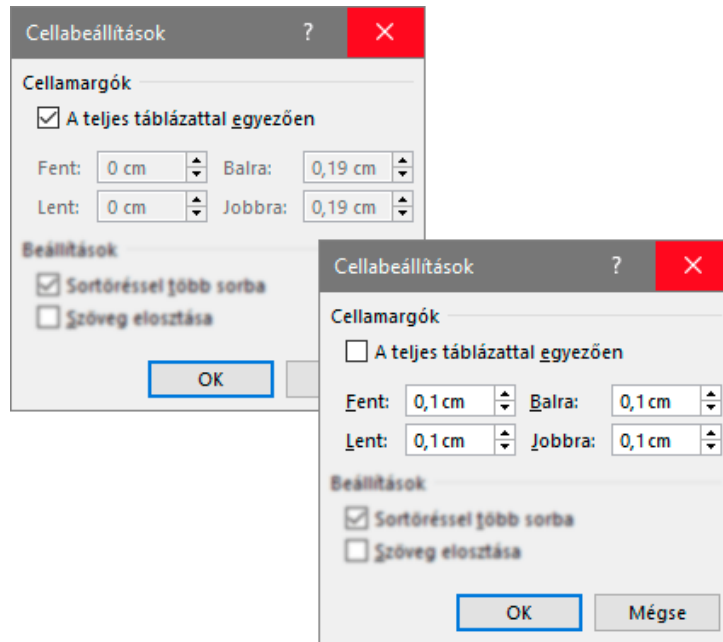 Cellabeállítások ?
Cellamargók
A teljes táblázattal egyezően
Fent: 0 cm Balra: 0,19 cm
Lent: 0 cm Jobbra: 0,19 cm
Beállítások
Sortöréssel több sorba
Szöveg elosztása
OK
Cellabeállítások ?
Cellamargók
A teljes táblázattal egyezően
Fent: 0,1 cm Balra: 0,1 cm
Lent: 0,1 cm Jobbra: 0,1 cm
Beállítások
Sortöréssel több sorba
Szöveg elosztása
OK Mégse